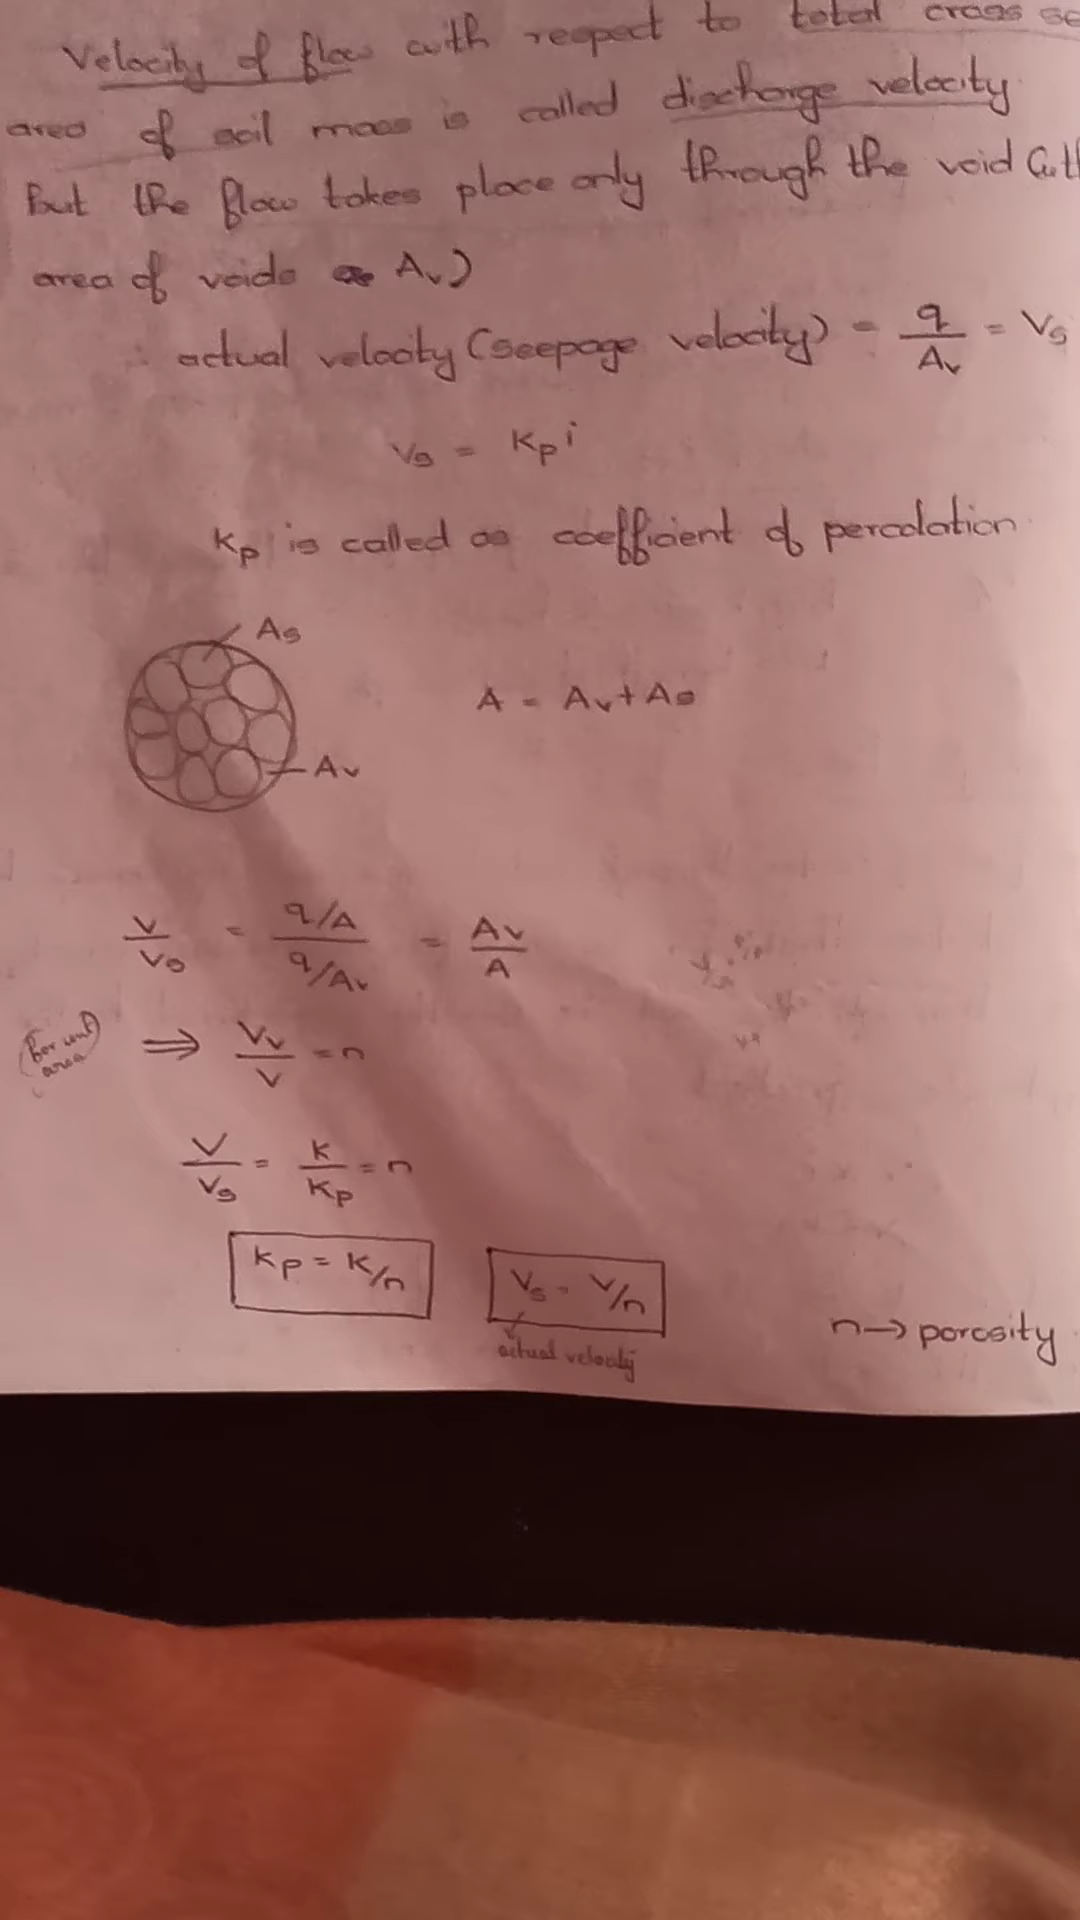 Velocity of flow with respect to total cross se
area of soil mass is called discharge velocity
But the flow takes place only through the void (
area of voids Av)
∴ actual velocity (seepage velocity) = q/Av = Vs
Vs = Kp i
Kp is called as coefficient of percolation
As
A = Av + As
Av
V/Vs = (q/A)/(q/Av) = Av/A
area
⇒ Vv/V = n
V/Vs = K/Kp = n
Kp = K/n
Vs = V/n
n → porosity
actual velocity